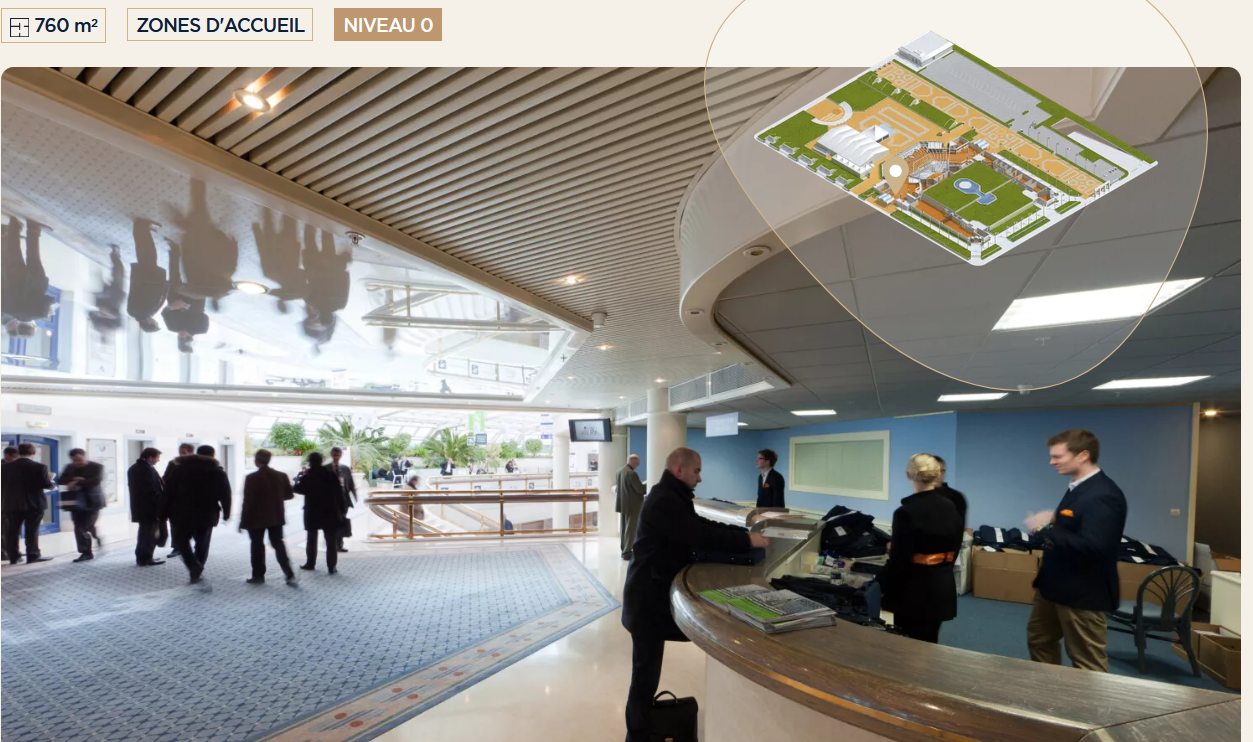 760 m²
ZONES D'ACCUEIL
NIVEAU 0